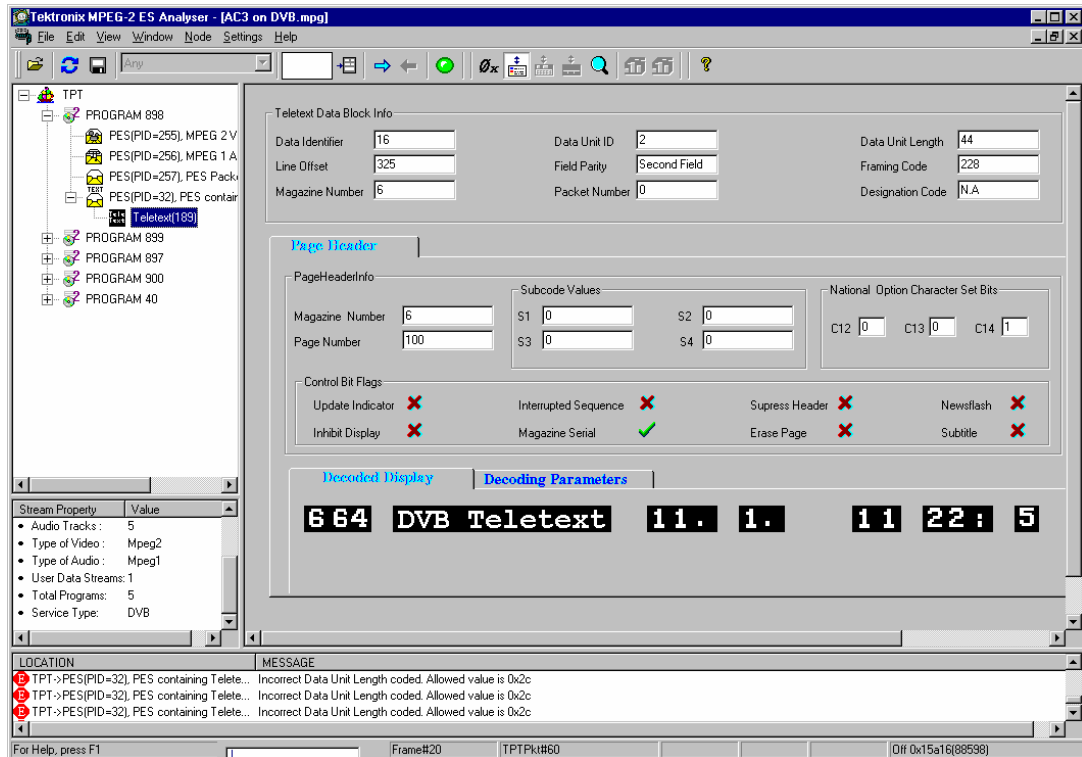 Tektronix MPEG-2 ES Analyser - [AC3 on DVB.mpg]
File Edit View Window Node Settings Help
Any
TPT
PROGRAM 898
PES(PID=255), MPEG 2 V
PES(PID=256), MPEG 1 A
PES(PID=257), PES Pack
TEXT
PES(PID=32), PES contain
Teletext(189)
PROGRAM 899
PROGRAM 897
PROGRAM 900
PROGRAM 40
Stream Property Value
Audio Tracks : 5
Type of Video : Mpeg2
Type of Audio : Mpeg1
User Data Streams: 1
Total Programs: 5
Service Type: DVB
Teletext Data Block Info
Data Identifier 16 Data Unit ID 2 Data Unit Length 44
Line Offset 325 Field Parity Second Field Framing Code 228
Magazine Number 6 Packet Number 0 Designation Code N.A
Page Header
PageHeaderInfo
Magazine Number 6
Page Number 100
Subcode Values
S1 0 S2 0
S3 0 S4 0
National Option Character Set Bits
C12 0 C13 0 C14 1
Control Bit Flags
Update Indicator Interrupted Sequence Supress Header Newsflash
Inhibit Display Magazine Serial Erase Page Subtitle
Decoded Display Decoding Parameters
664 DVB Teletext 11. 1. 11 22: 5
LOCATION MESSAGE
TPT->PES(PID=32), PES containing Telete... Incorrect Data Unit Length coded. Allowed value is 0x2c
TPT->PES(PID=32), PES containing Telete... Incorrect Data Unit Length coded. Allowed value is 0x2c
TPT->PES(PID=32), PES containing Telete... Incorrect Data Unit Length coded. Allowed value is 0x2c
For Help, press F1 Frame#20 TPTPkt#60 Off 0x15a16(88598)